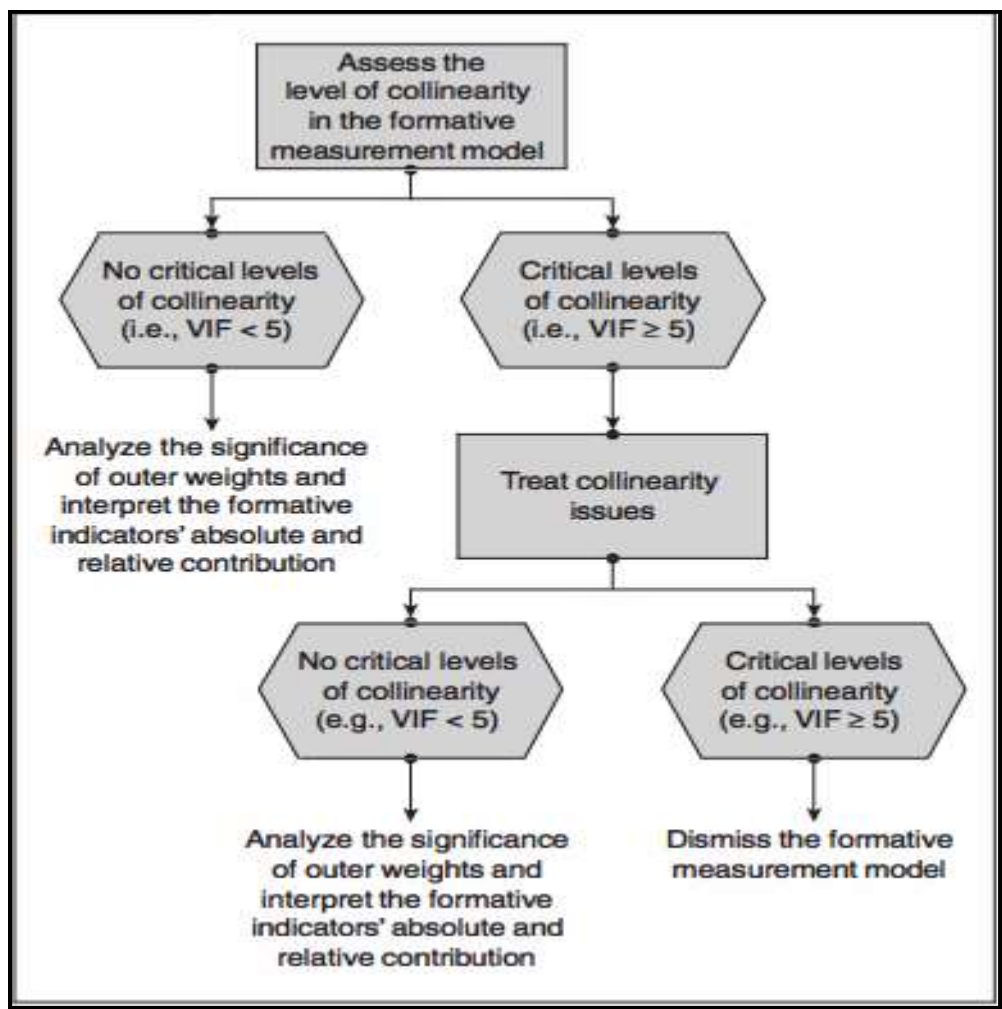 Assess the
level of collinearity
in the formative
measurement model
No critical levels
of collinearity
(i.e., VIF < 5)
Critical levels
of collinearity
(i.e., VIF ≥ 5)
Analyze the significance
of outer weights and
interpret the formative
indicators’ absolute and
relative contribution
Treat collinearity
issues
No critical levels
of collinearity
(e.g., VIF < 5)
Critical levels
of collinearity
(e.g., VIF ≥ 5)
Analyze the significance
of outer weights and
interpret the formative
indicators’ absolute and
relative contribution
Dismiss the formative
measurement model